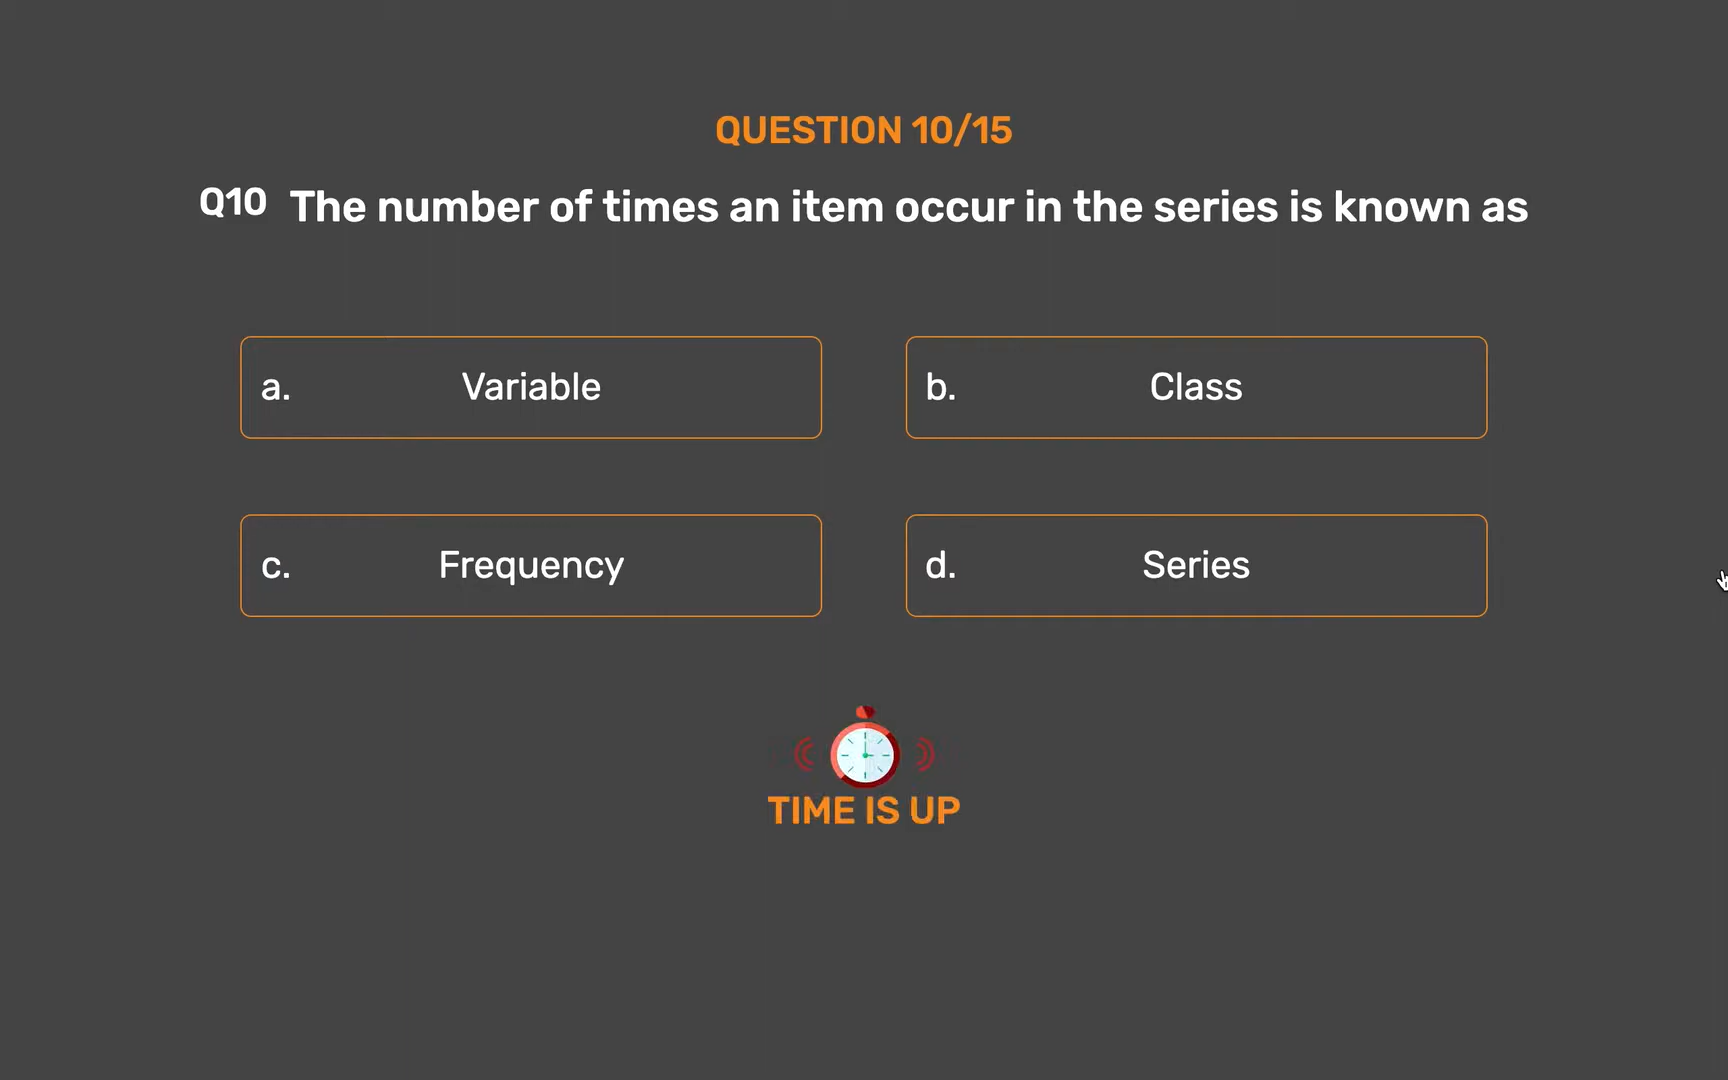 QUESTION 10/15
Q10 The number of times an item occur in the series is known as
a. Variable
b. Class
c. Frequency
d. Series
TIME IS UP